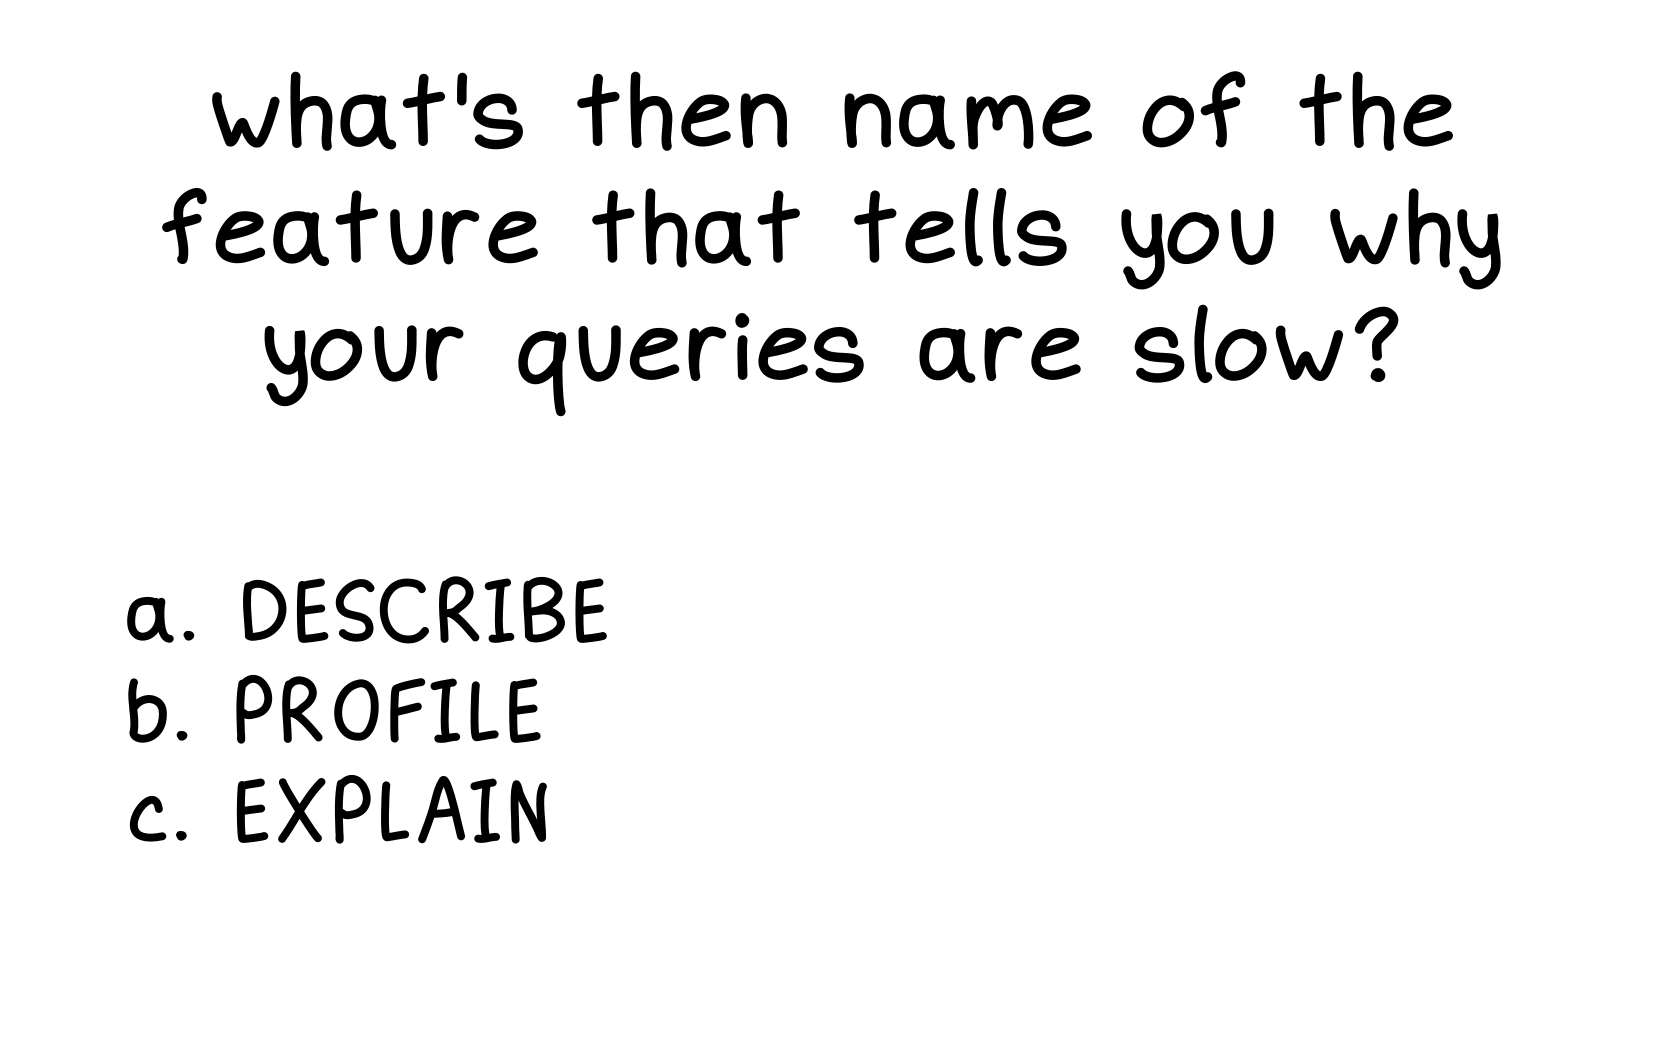 what's then name of the
feature that tells you why
your queries are slow?
a. DESCRIBE
b. PROFILE
c. EXPLAIN